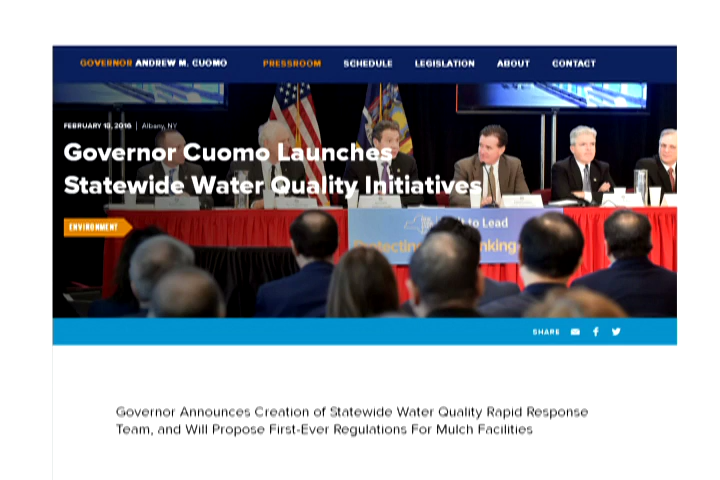 GOVERNOR ANDREW M. CUOMO PRESSROOM SCHEDULE LEGISLATION ABOUT CONTACT
FEBRUARY 18, 2016 | Albany, NY
Governor Cuomo Launches
Statewide Water Quality Initiatives
to Lead
ENVIRONMENT
SHARE
Governor Announces Creation of Statewide Water Quality Rapid Response
Team, and Will Propose First-Ever Regulations For Mulch Facilities